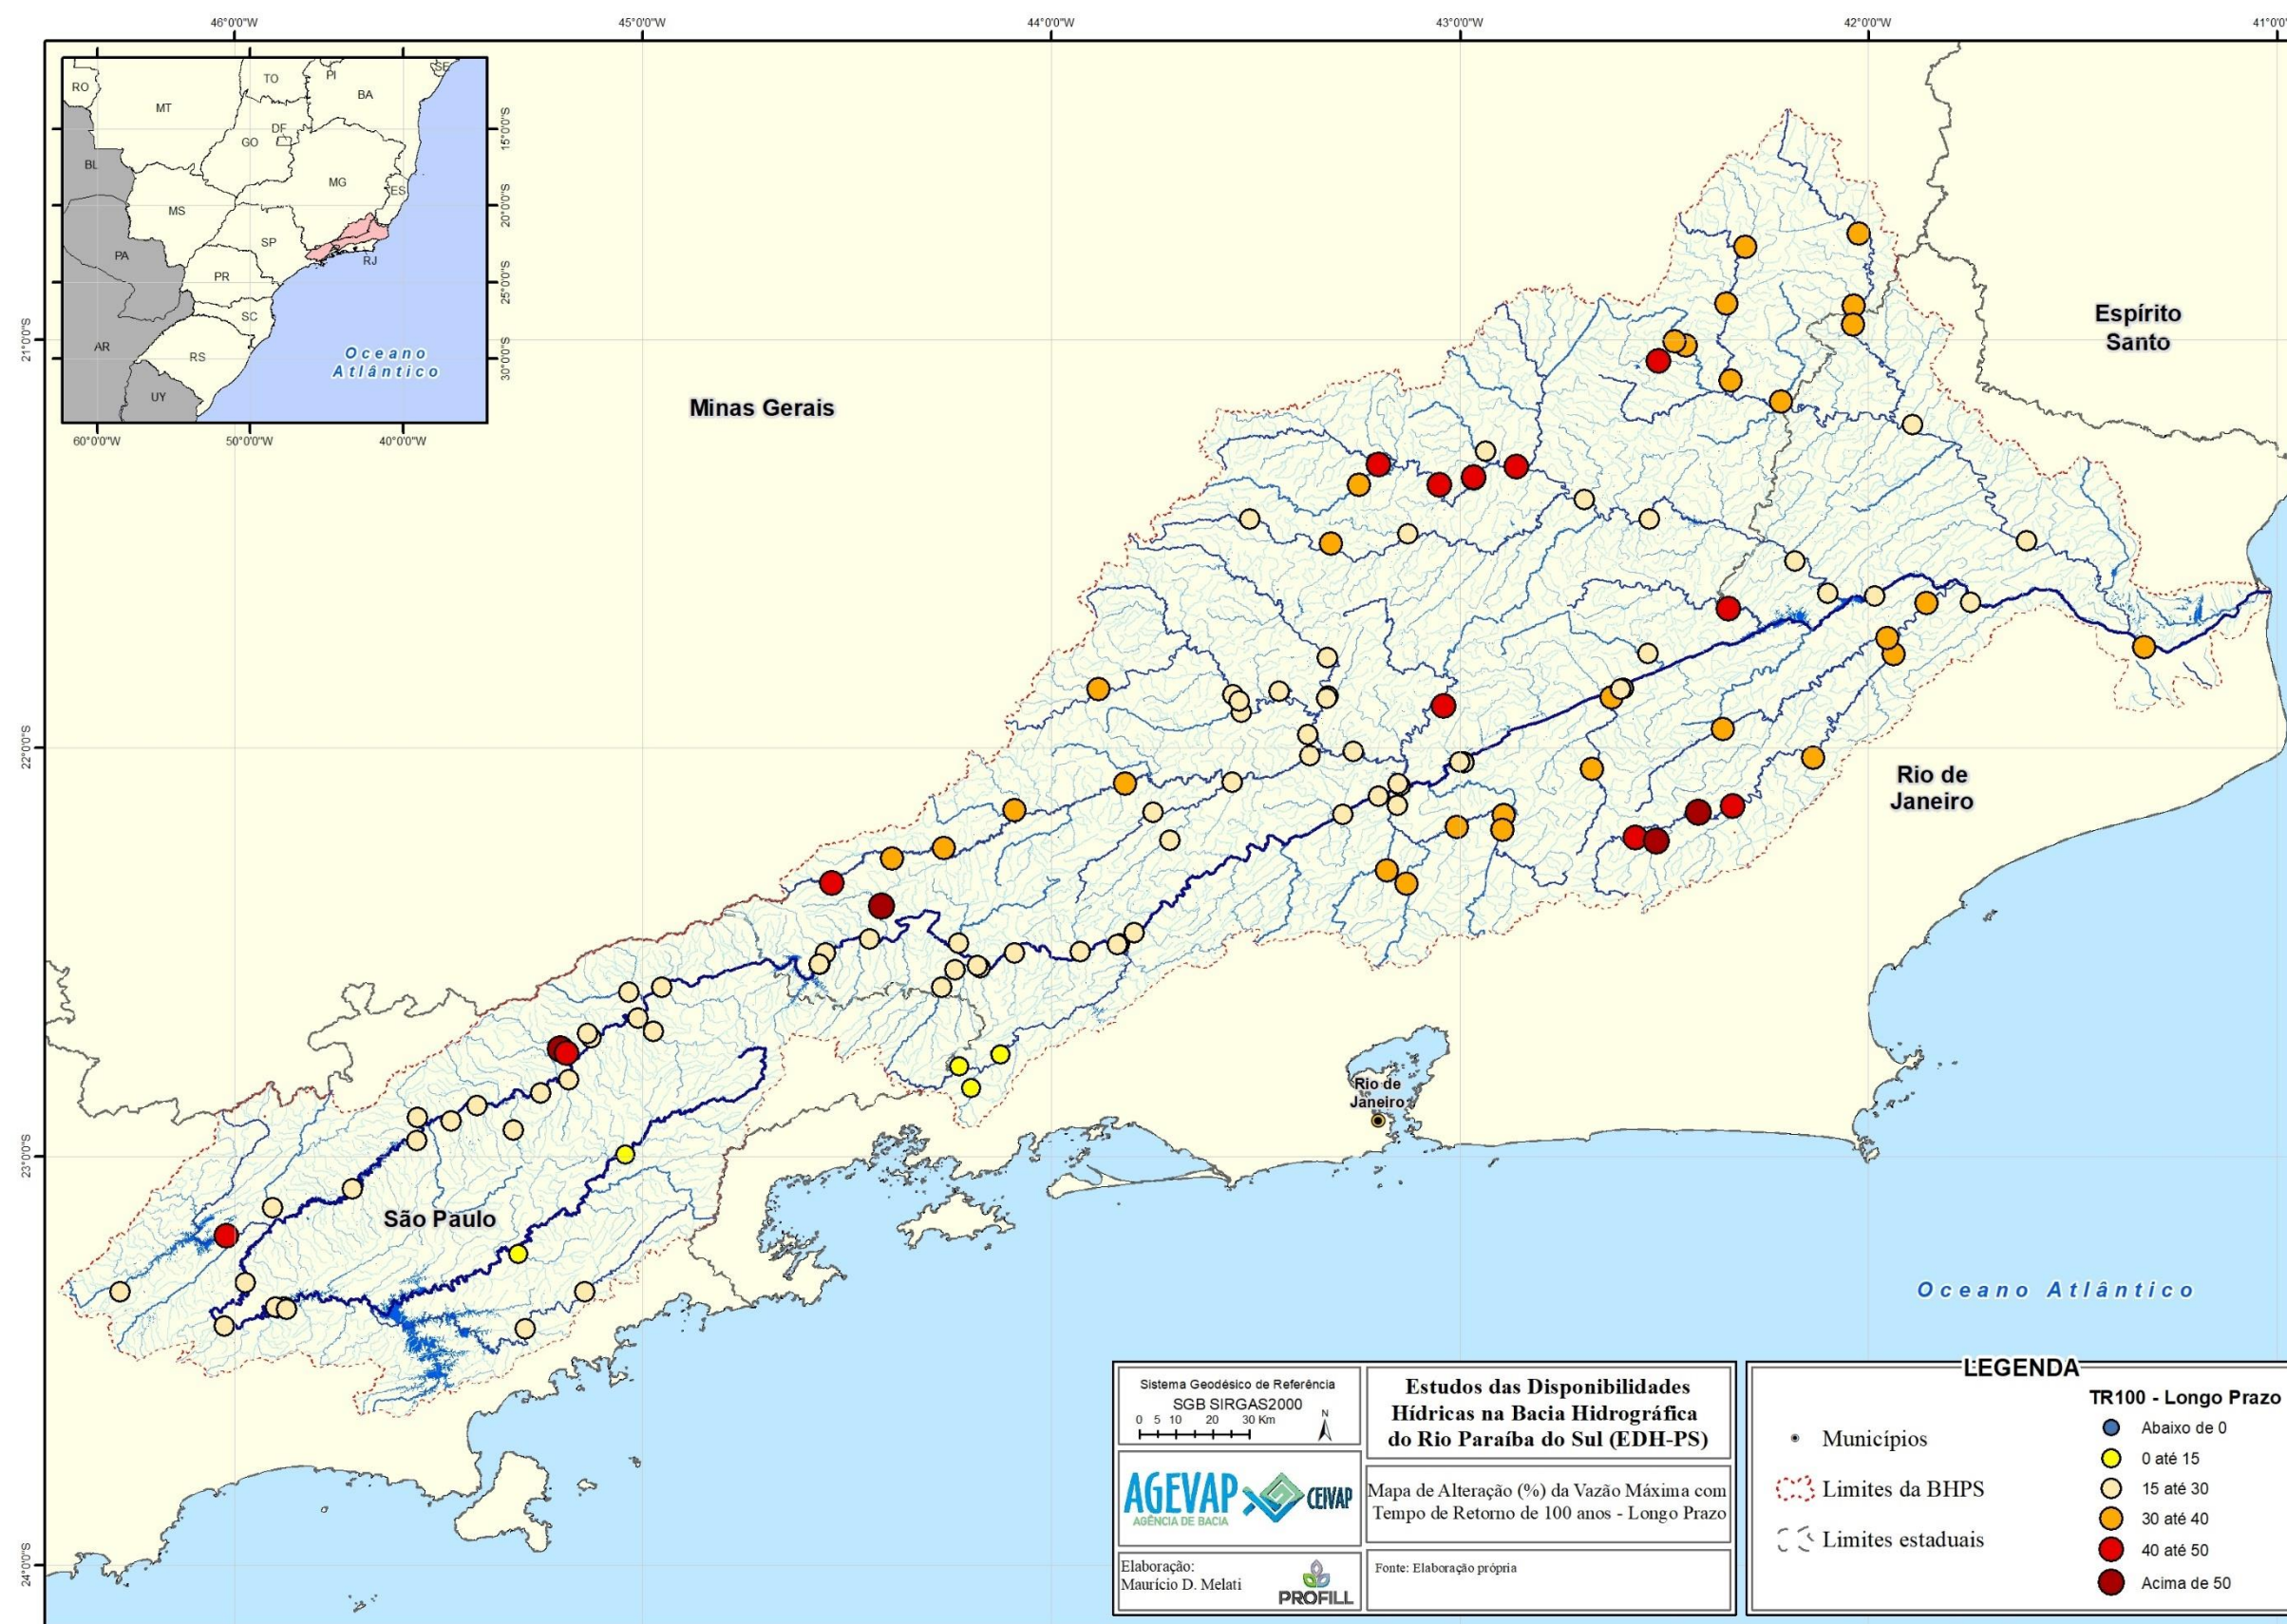 46°0'0"W
45°0'0"W
44°0'0"W
43°0'0"W
42°0'0"W
41°0'0"
RO
MT
TO
PI
SE
BA
DF
GO
BL
MG
ES
MS
SP
PA
RJ
PR
SC
AR
RS
UY
Oceano
Atlântico
15°0'0"S
20°0'0"S
25°0'0"S
30°0'0"S
60°0'0"W
50°0'0"W
40°0'0"W
21°0'0"S
22°0'0"S
23°0'0"S
24°0'0"S
Espírito
Santo
Minas Gerais
Rio de
Janeiro
Rio de
Janeiro
São Paulo
Oceano Atlântico
Sistema Geodésico de Referência
SGB SIRGAS2000
0 5 10 20 30 Km
N
AGEVAP
AGÊNCIA DE BACIA
CEIVAP
Elaboração:
Maurício D. Melati
PROFILL
Estudos das Disponibilidades
Hídricas na Bacia Hidrográfica
do Rio Paraíba do Sul (EDH-PS)
Mapa de Alteração (%) da Vazão Máxima com
Tempo de Retorno de 100 anos - Longo Prazo
Fonte: Elaboração própria
LEGENDA
Municípios
Limites da BHPS
Limites estaduais
TR100 - Longo Prazo
Abaixo de 0
0 até 15
15 até 30
30 até 40
40 até 50
Acima de 50